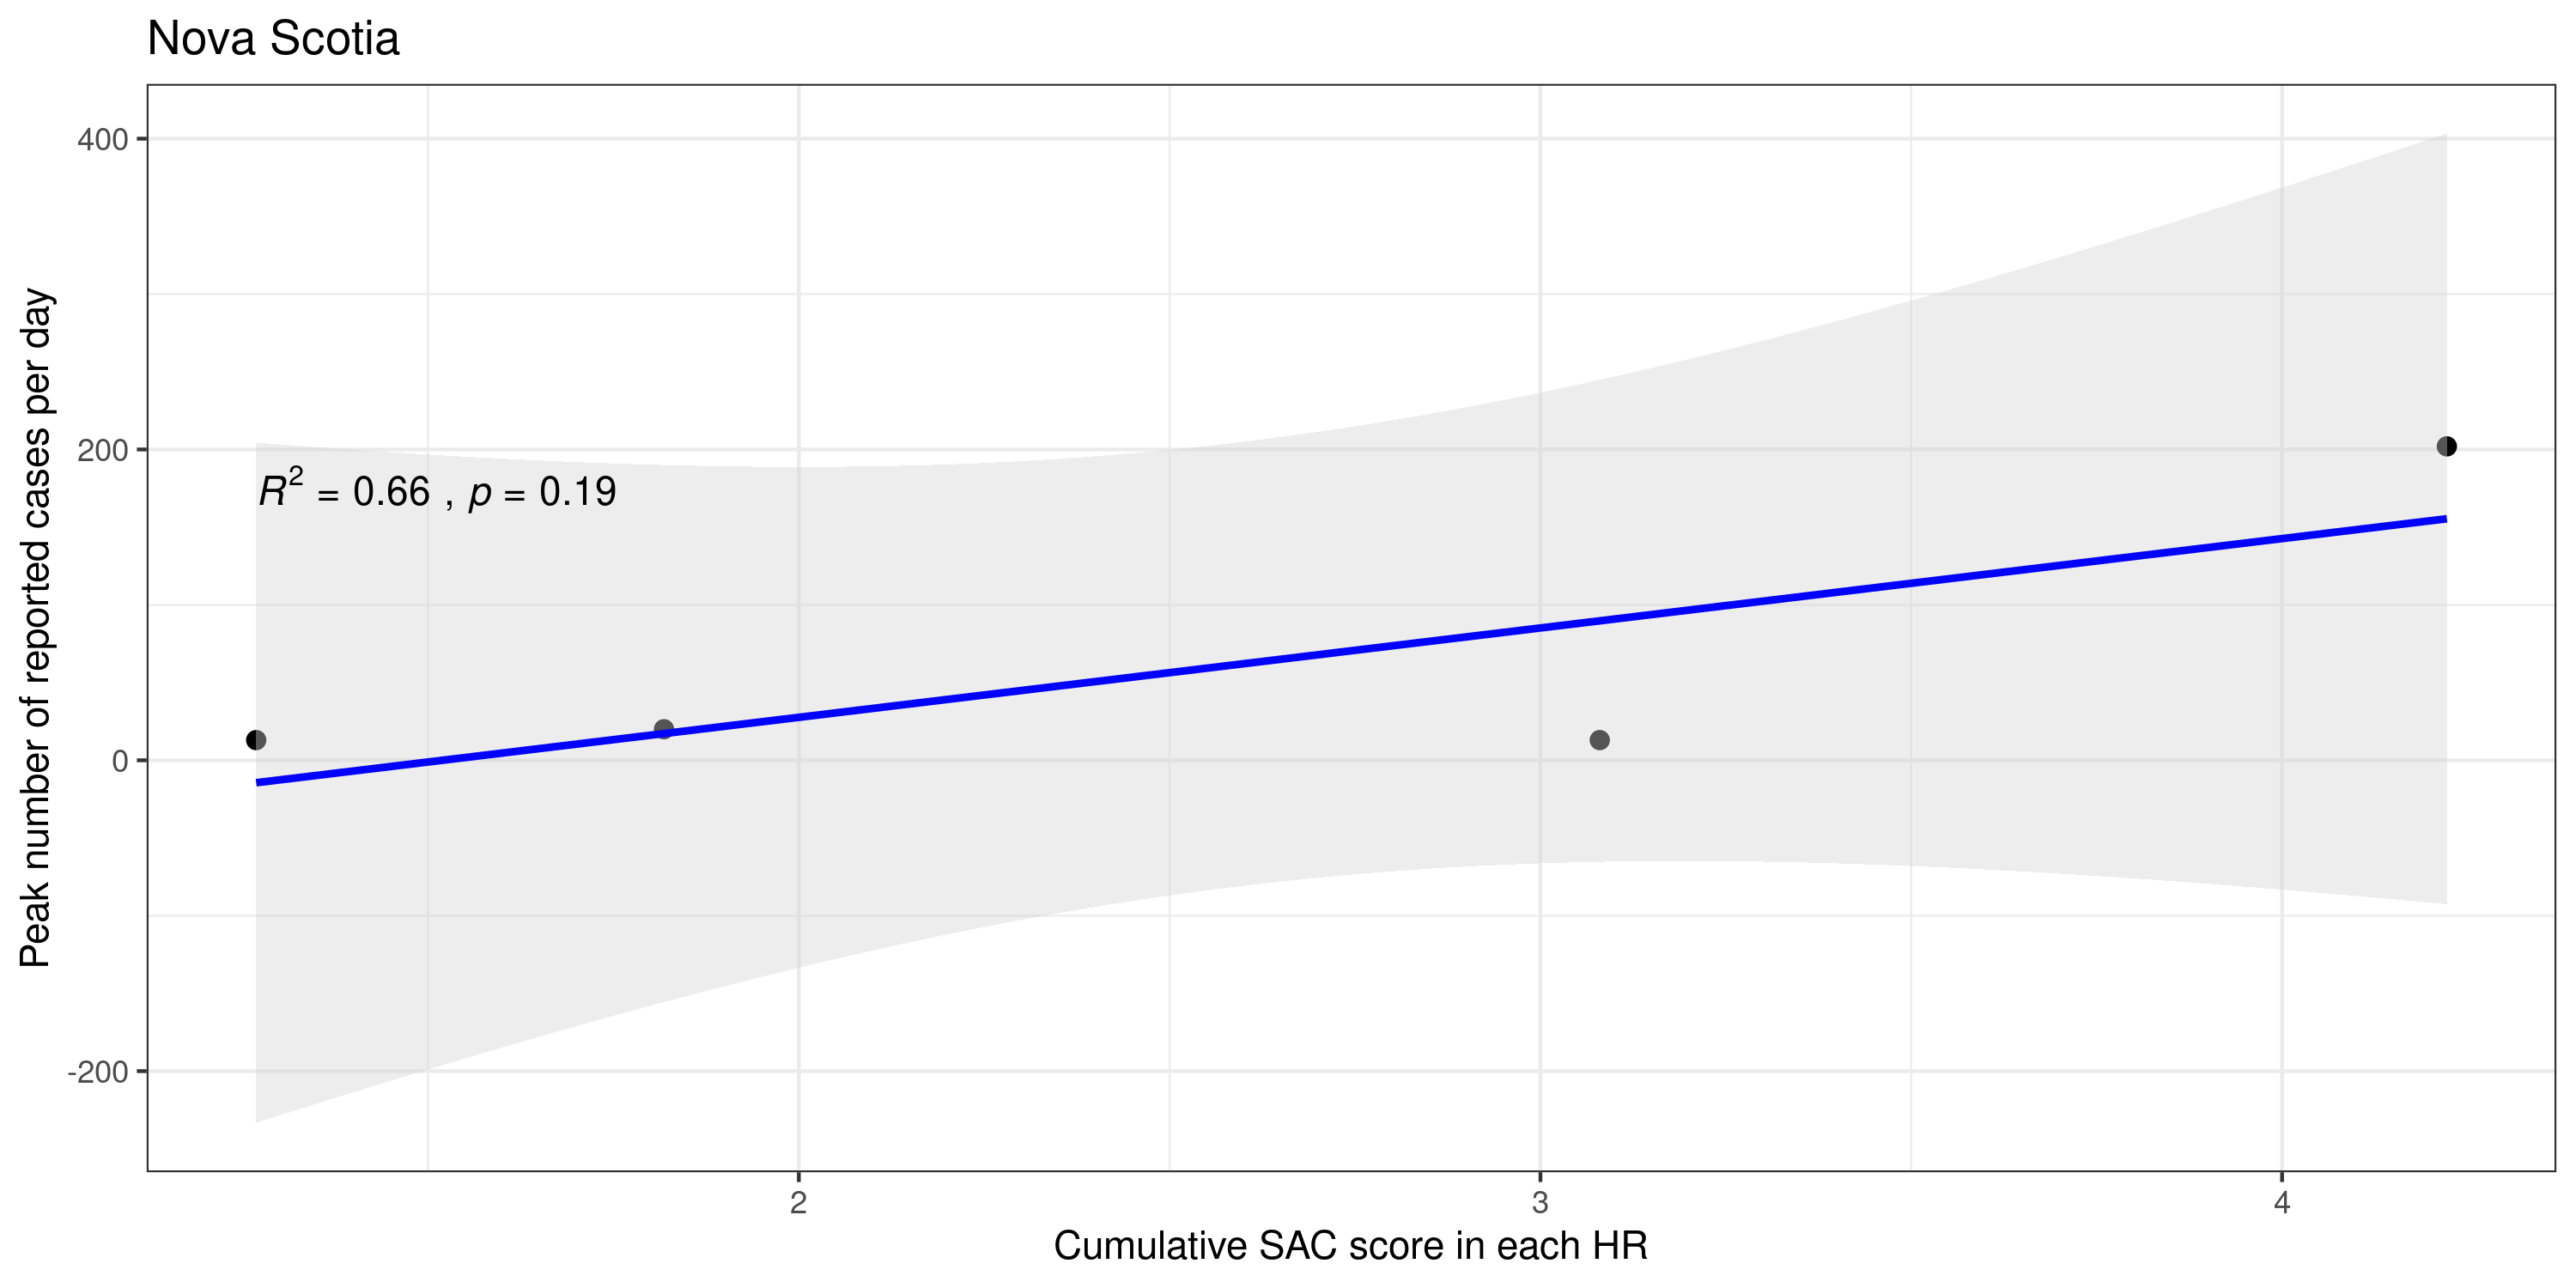 Nova Scotia
Peak number of reported cases per day
400
200
0
-200
R² = 0.66 , p = 0.19
2
3
4
Cumulative SAC score in each HR